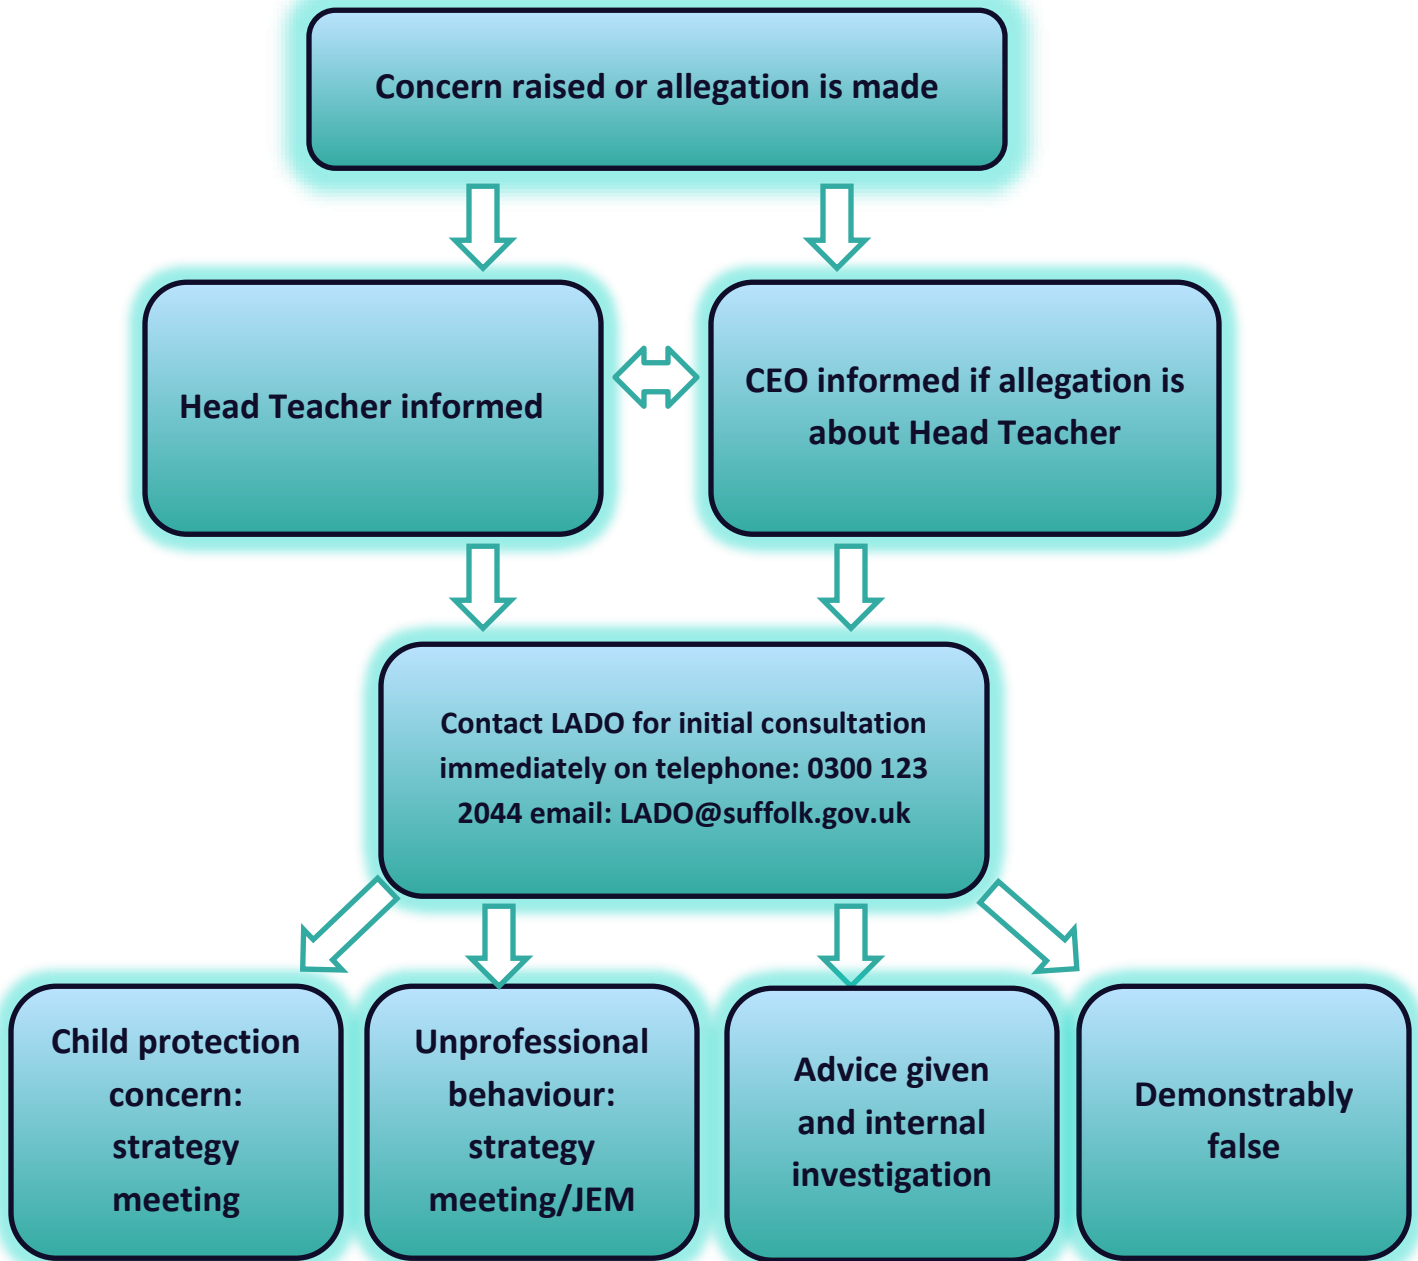 Concern raised or allegation is made
Head Teacher informed
CEO informed if allegation is
about Head Teacher
Contact LADO for initial consultation
immediately on telephone: 0300 123
2044 email: LADO@suffolk.gov.uk
Child protection
concern:
strategy
meeting
Unprofessional
behaviour:
strategy
meeting/JEM
Advice given
and internal
investigation
Demonstrably
false